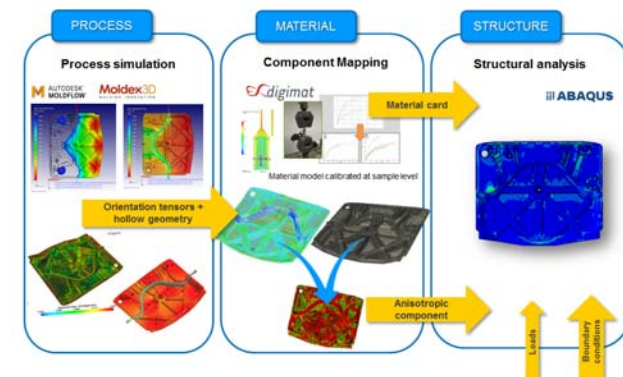 PROCESS
MATERIAL
STRUCTURE
Process simulation
Component Mapping
Structural analysis
AUTODESK
MOLDFLOW
Moldex3D
digimat
Material card
ABAQUS
Material model calibrated at sample level
Orientation tensors +
hollow geometry
Anisotropic
component
Loads
Boundary
conditions